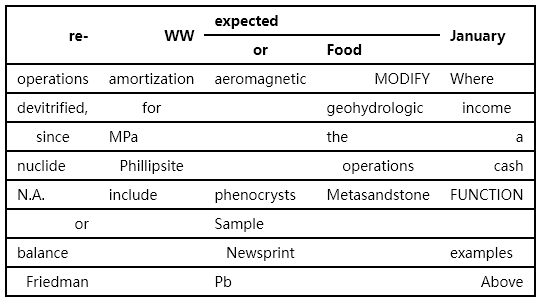 re- WW expected January
or Food
operations amortization aeromagnetic MODIFY Where
devitrified, for geohydrologic income
since MPa the a
nuclide Phillipsite operations cash
N.A. include phenocrysts Metasandstone FUNCTION
or Sample
balance Newsprint examples
Friedman Pb Above